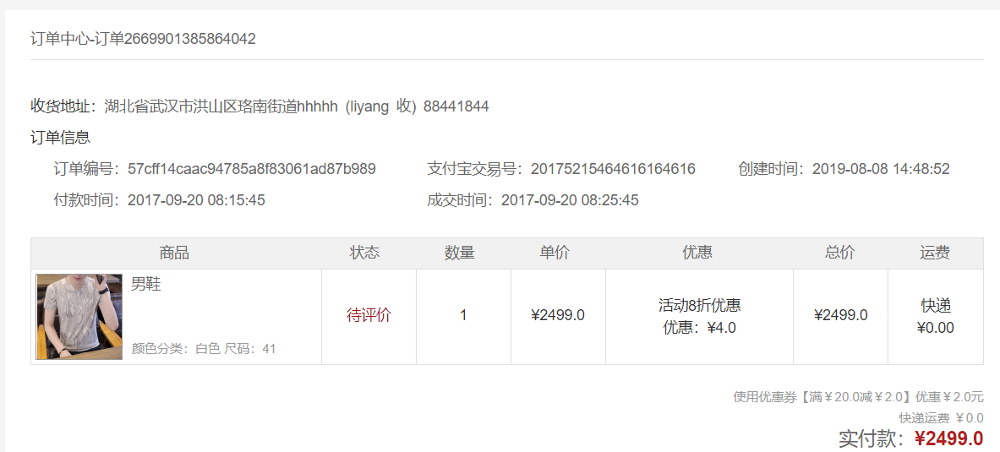 订单中心-订单2669901385864042
收货地址：湖北省武汉市洪山区珞南街道hhhhh (liyang 收) 88441844
订单信息
订单编号：57cff14caac94785a8f83061ad87b989 支付宝交易号：20175215464616164616 创建时间：2019-08-08 14:48:52
付款时间：2017-09-20 08:15:45 成交时间：2017-09-20 08:25:45
商品 状态 数量 单价 优惠 总价 运费
男鞋
颜色分类：白色 尺码：41
待评价
1
¥2499.0
活动8折优惠
优惠：¥4.0
¥2499.0
快递
¥0.00
使用优惠券【满￥20.0减￥2.0】优惠￥2.0元
快递运费 ￥0.0
实付款：¥2499.0